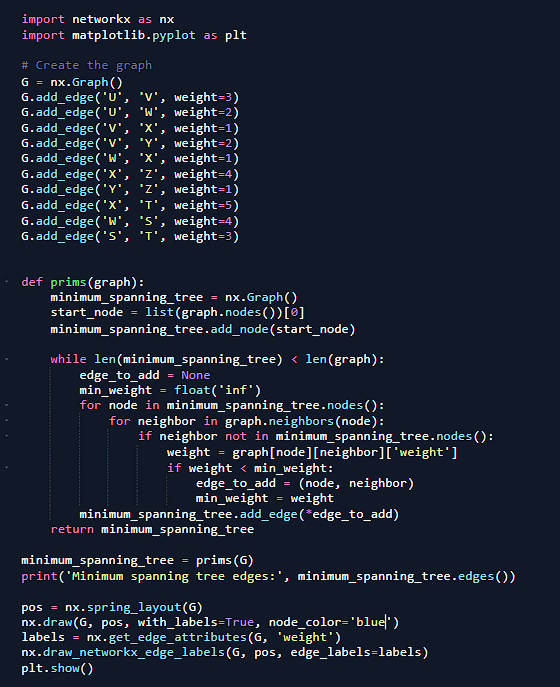 import networkx as nx
import matplotlib.pyplot as plt
# Create the graph
G = nx.Graph()
G.add_edge('U', 'V', weight=3)
G.add_edge('U', 'W', weight=2)
G.add_edge('V', 'X', weight=1)
G.add_edge('V', 'Y', weight=2)
G.add_edge('W', 'X', weight=1)
G.add_edge('X', 'Z', weight=4)
G.add_edge('Y', 'Z', weight=1)
G.add_edge('X', 'T', weight=5)
G.add_edge('W', 'S', weight=4)
G.add_edge('S', 'T', weight=3)
def prims(graph):
    minimum_spanning_tree = nx.Graph()
    start_node = list(graph.nodes())[0]
    minimum_spanning_tree.add_node(start_node)
    while len(minimum_spanning_tree) < len(graph):
        edge_to_add = None
        min_weight = float('inf')
        for node in minimum_spanning_tree.nodes():
            for neighbor in graph.neighbors(node):
                if neighbor not in minimum_spanning_tree.nodes():
                    weight = graph[node][neighbor]['weight']
                    if weight < min_weight:
                        edge_to_add = (node, neighbor)
                        min_weight = weight
        minimum_spanning_tree.add_edge(*edge_to_add)
    return minimum_spanning_tree
minimum_spanning_tree = prims(G)
print('Minimum spanning tree edges:', minimum_spanning_tree.edges())
pos = nx.spring_layout(G)
nx.draw(G, pos, with_labels=True, node_color='blue')
labels = nx.get_edge_attributes(G, 'weight')
nx.draw_networkx_edge_labels(G, pos, edge_labels=labels)
plt.show()